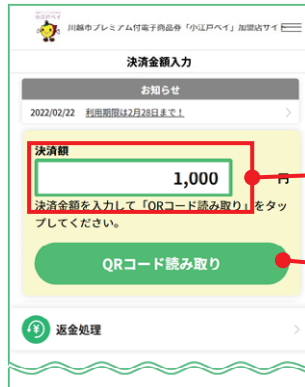 小江戸ペイ
川越市プレミアム付電子商品券「小江戸ペイ」加盟店サイ
決済金額入力
お知らせ
2022/02/22 利用期限は2月28日まで！
決済額
1,000 円
決済金額を入力して「QRコード読み取り」をタッ
プしてください。
QRコード読み取り
返金処理